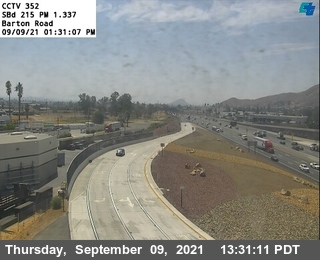 CCTV 352
SBd 215 PM 1.337
Barton Road
09/09/21 01:31:07 PM
Thursday, September 09, 2021 13:31:11 PDT